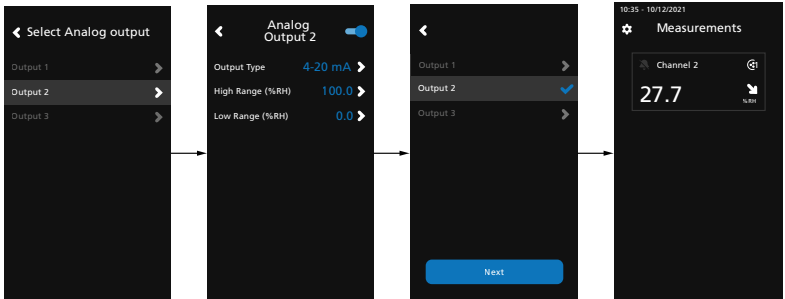 Select Analog output
Output 1
Output 2
Output 3
Analog
Output 2
Output Type 4-20 mA
High Range (%RH) 100.0
Low Range (%RH) 0.0
Output 1
Output 2
Output 3
Next
10:35 - 10/12/2021
Measurements
Channel 2 1
27.7 %RH